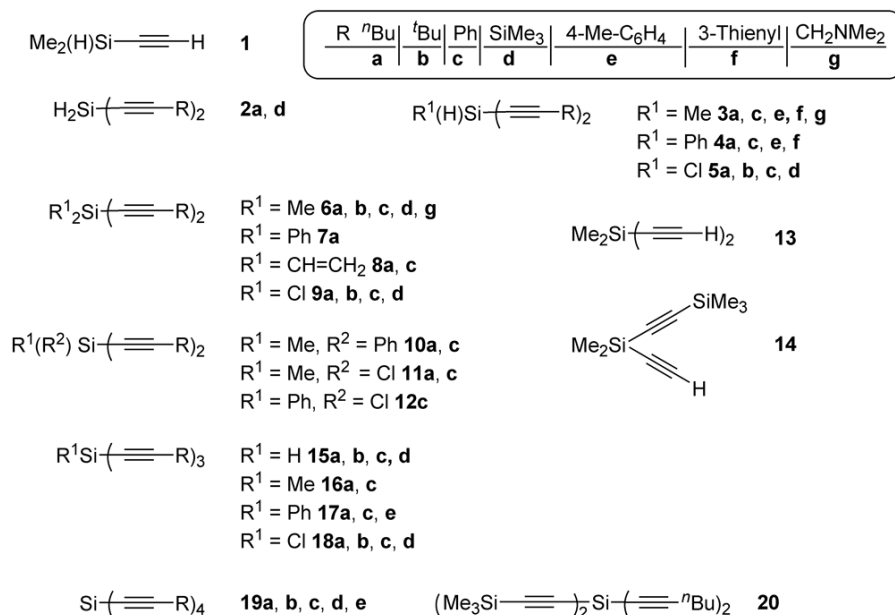 Me₂(H)Si H 1
R ⁿBu ᵗBu Ph SiMe₃ 4-Me-C₆H₄ 3-Thienyl CH₂NMe₂
a b c d e f g
H₂Si( R)₂ 2a, d
R¹(H)Si( R)₂
R¹ = Me 3a, c, e, f, g
R¹ = Ph 4a, c, e, f
R¹ = Cl 5a, b, c, d
R¹₂Si( R)₂
R¹ = Me 6a, b, c, d, g
R¹ = Ph 7a
R¹ = CH=CH₂ 8a, c
R¹ = Cl 9a, b, c, d
Me₂Si( H)₂ 13
R¹(R²) Si( R)₂
R¹ = Me, R² = Ph 10a, c
R¹ = Me, R² = Cl 11a, c
R¹ = Ph, R² = Cl 12c
SiMe₃
Me₂Si 14
H
R¹Si( R)₃
R¹ = H 15a, b, c, d
R¹ = Me 16a, c
R¹ = Ph 17a, c, e
R¹ = Cl 18a, b, c, d
Si( R)₄ 19a, b, c, d, e
(Me₃Si )₂Si( ⁿBu)₂ 20